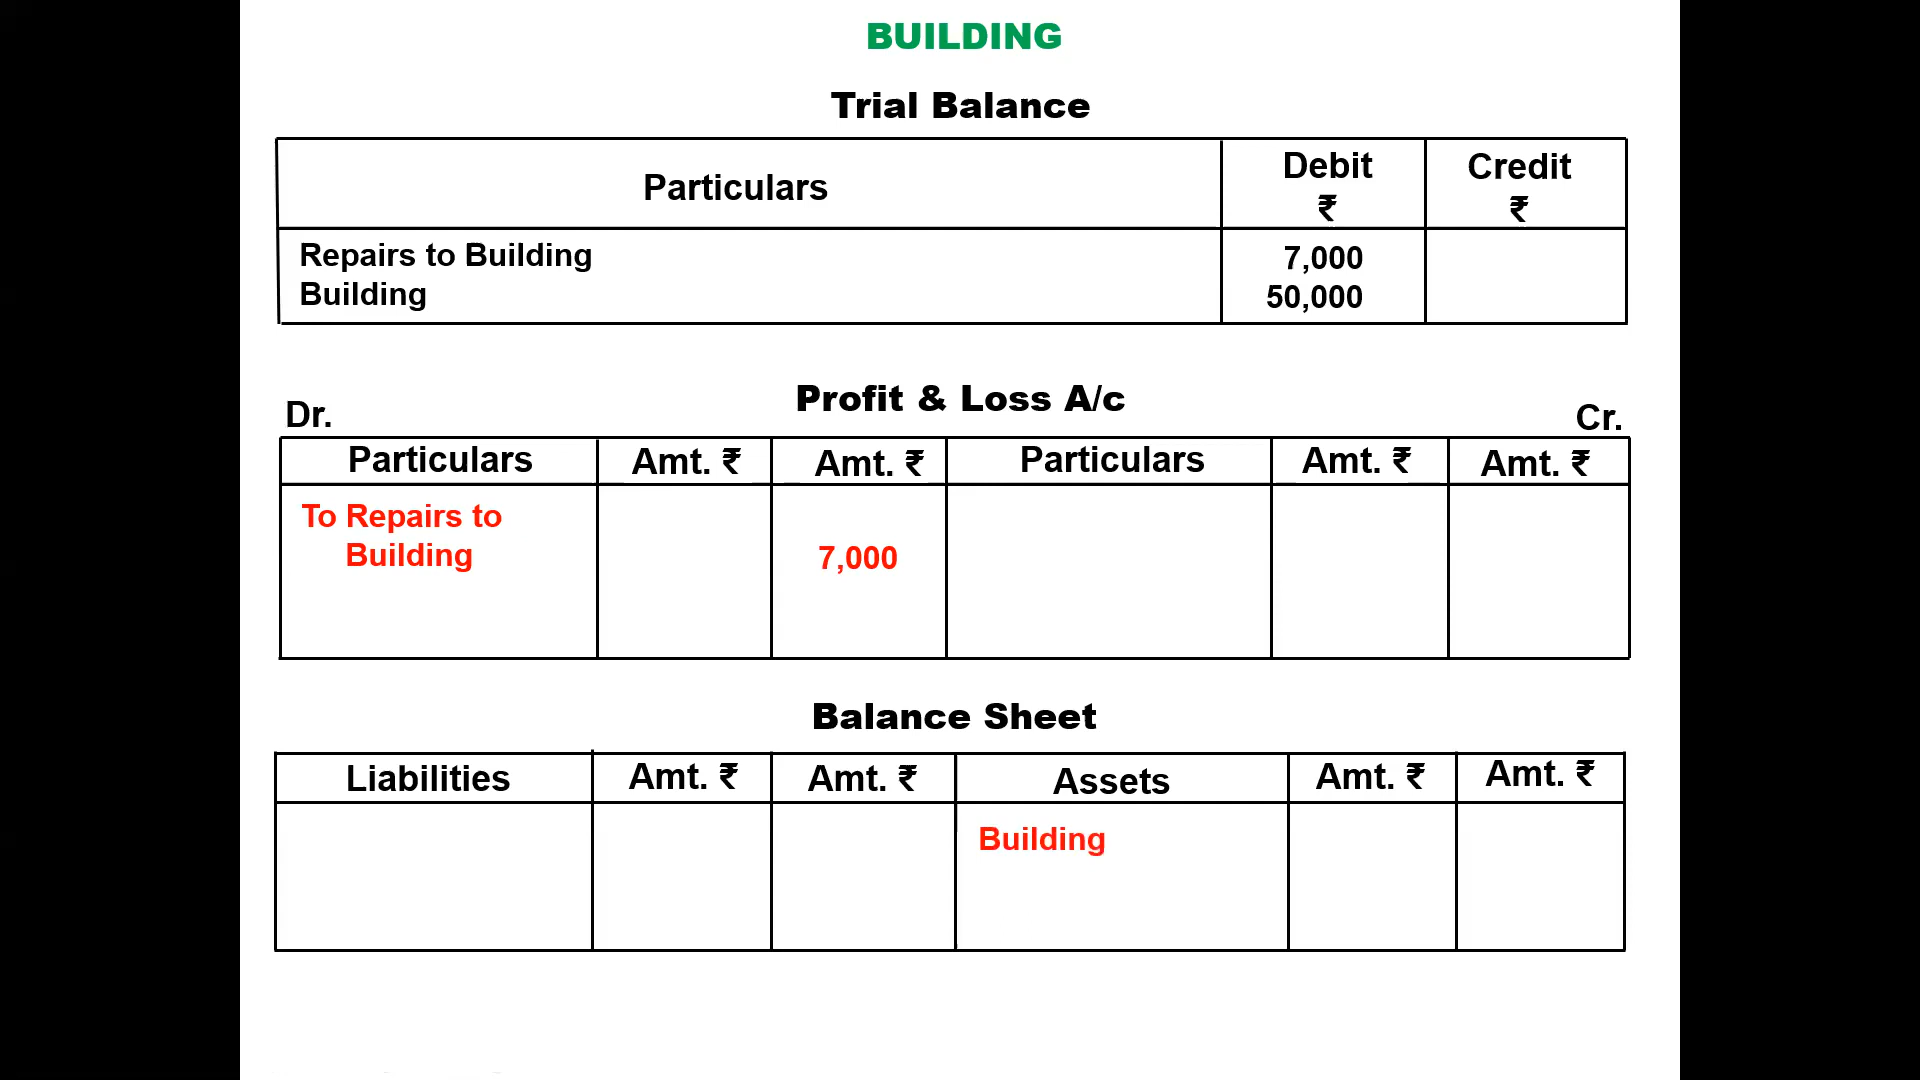 BUILDING
Trial Balance
Particulars Debit ₹ Credit ₹
Repairs to Building 7,000
Building 50,000
Dr. Profit & Loss A/c Cr.
Particulars Amt. ₹ Amt. ₹ Particulars Amt. ₹ Amt. ₹
To Repairs to
Building 7,000
Balance Sheet
Liabilities Amt. ₹ Amt. ₹ Assets Amt. ₹ Amt. ₹
Building